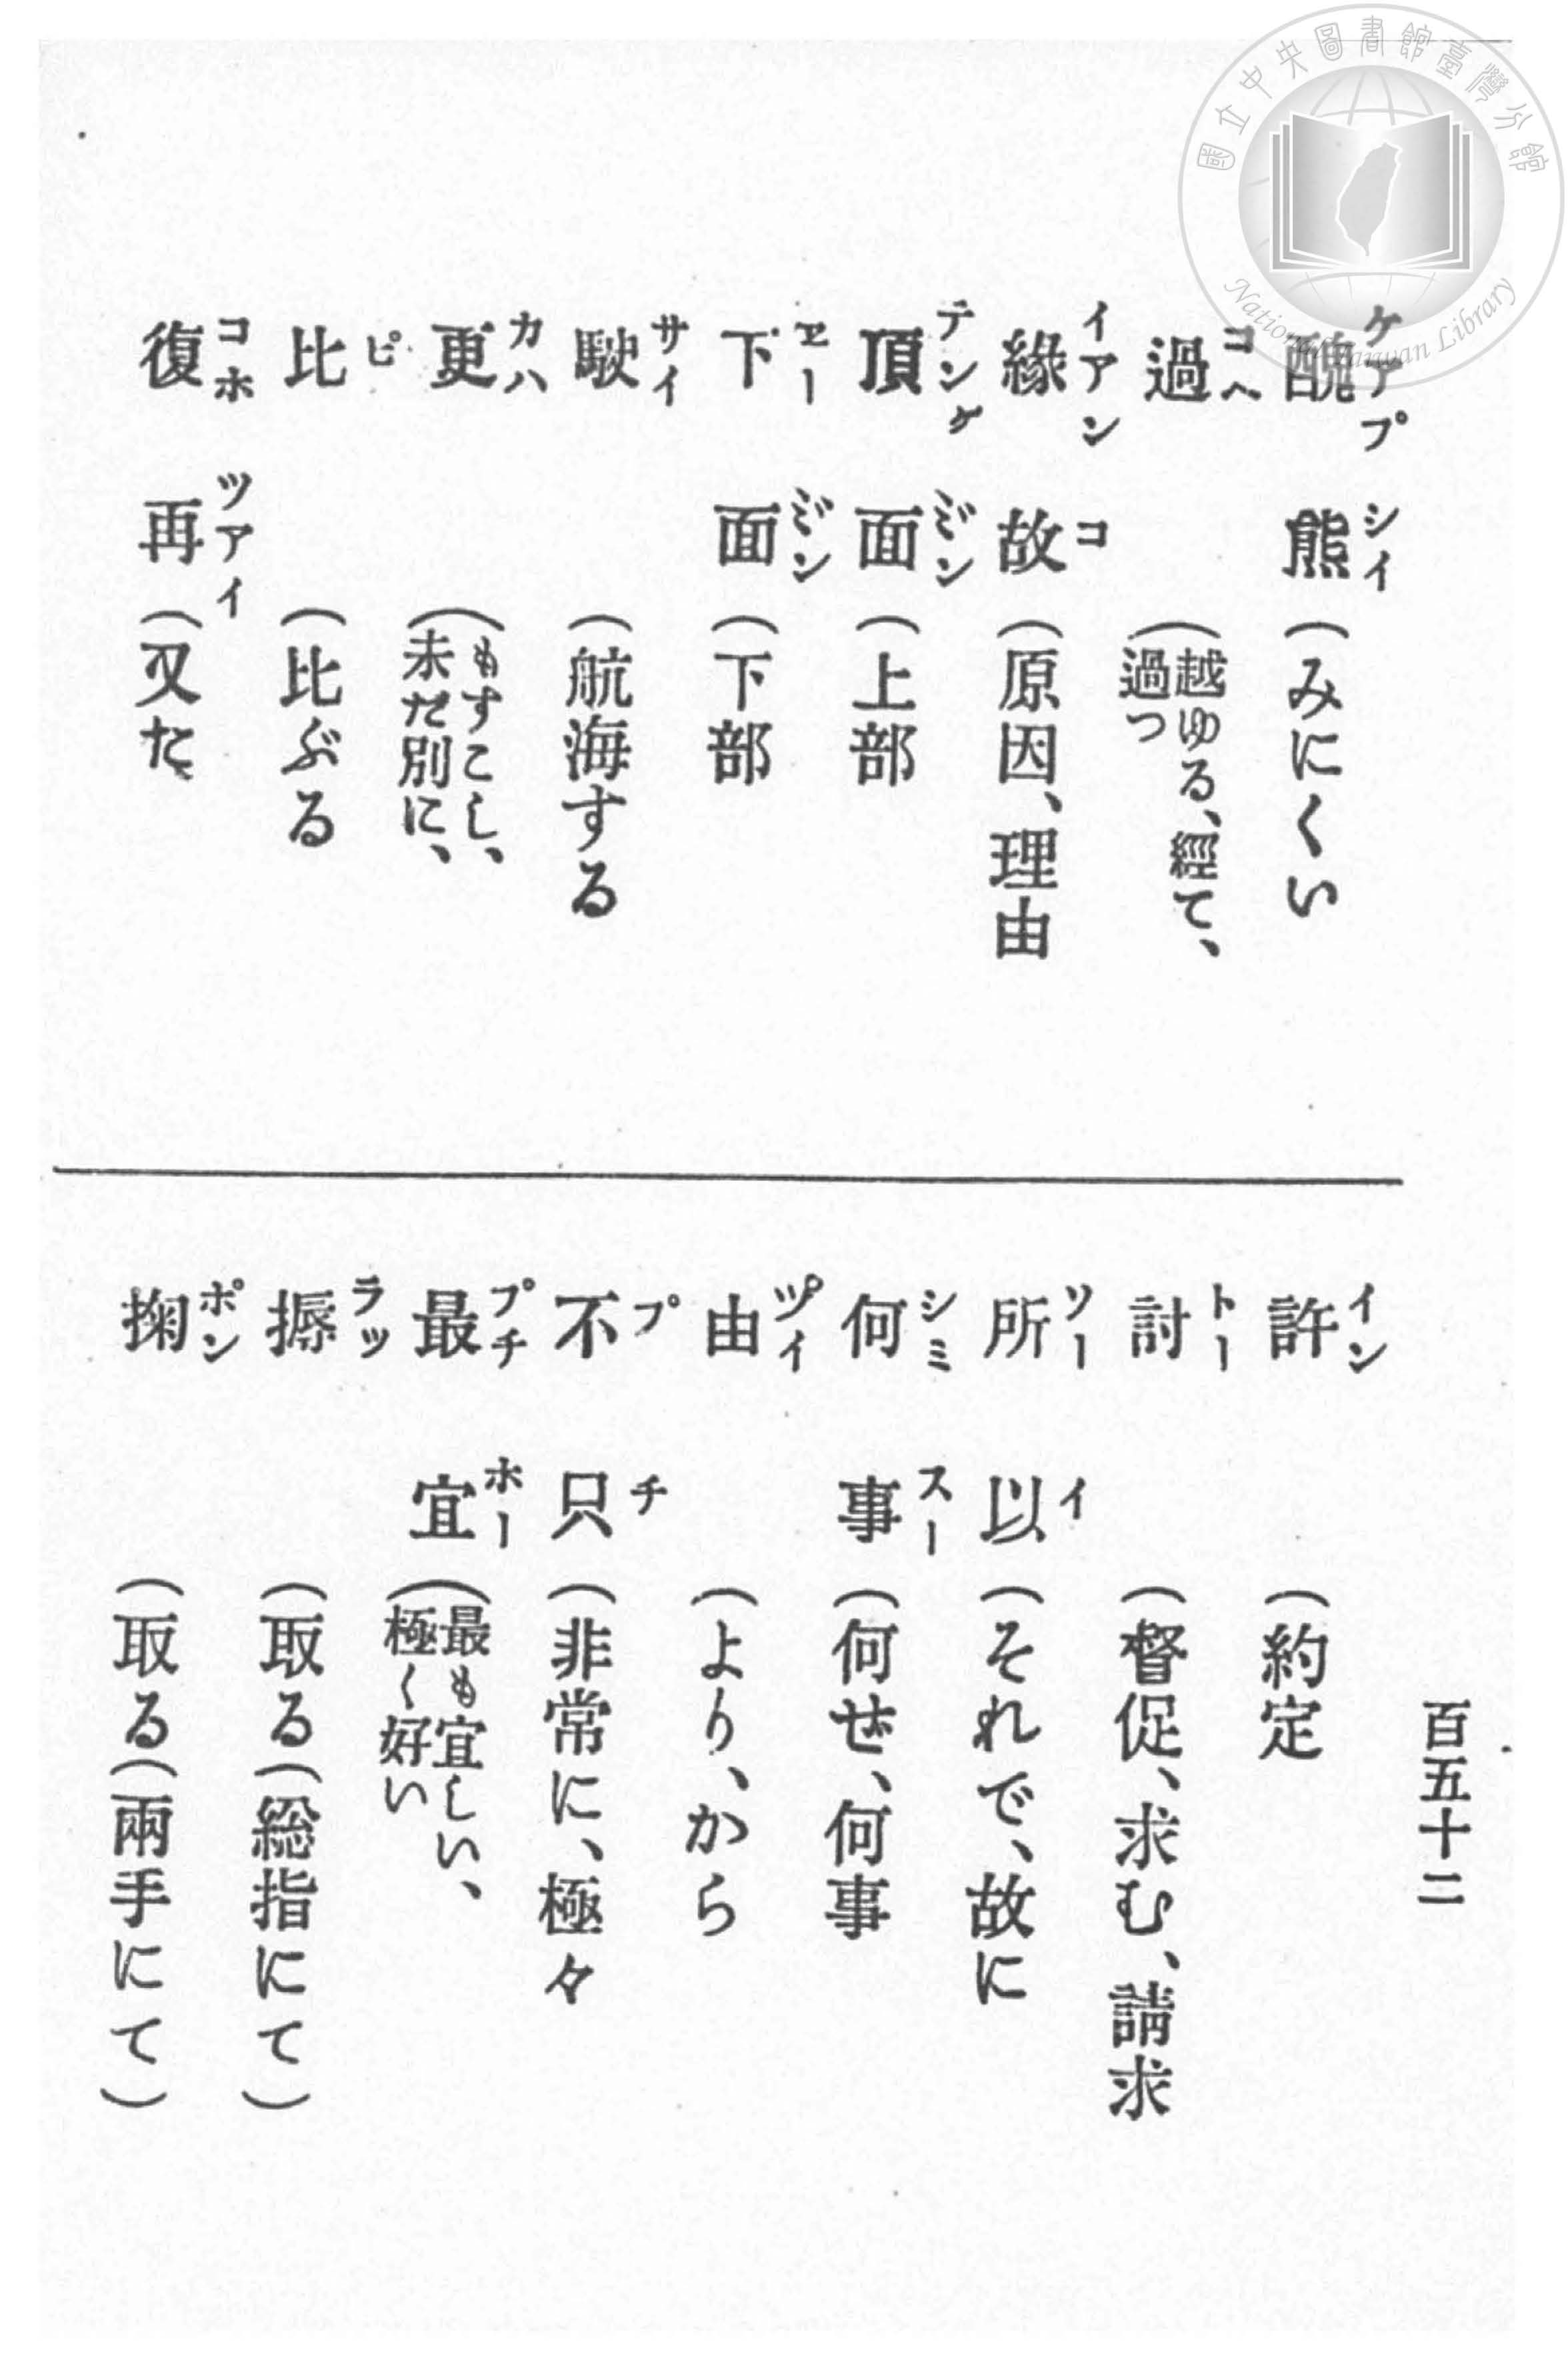 國立中央圖書館臺灣分館
National Taiwan Library
百五十二
醜熊 ケアプ シイ (みにくい
過 コヘ (越ゆる、經て、過つ
緣故 イアン コ (原因、理由
頂面 テンケ ミ゛ン (上部
下面 ヱー ミ゛ン (下部
駛 サイ (航海する
更 カハ (もすこし、未だ別に、
比 ピ (比ぶる
復再 コホ ツアイ (又た
許 イン (約定
討 トー (督促、求む、請求
所以 ソー イ (それで、故に
何事 シミ スー (何ぜ、何事
由 ツ゚イ (より、から
不只 プ チ (非常に、極々
最宜 プチ ホー (最も宜しい、極く好い
搙 ラッ (取る(総指にて)
掬 ポン (取る(兩手にて)